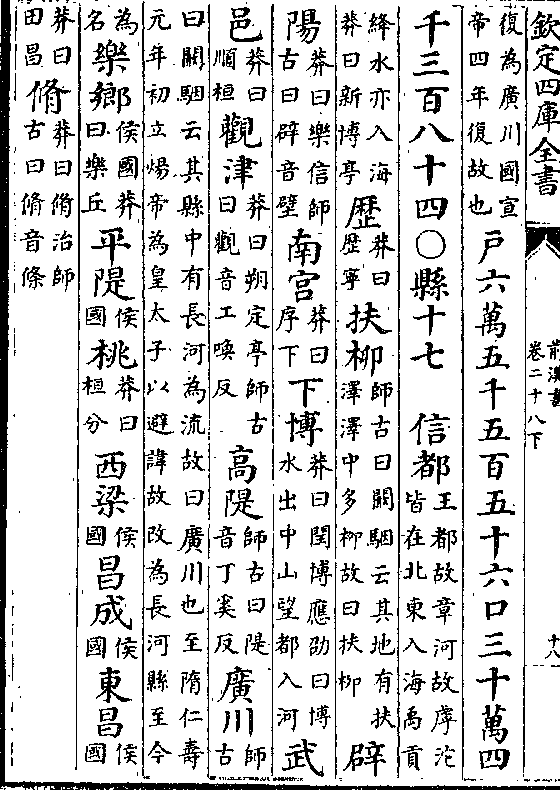 欽定四庫全書
前漢書
卷二十八下
十八
復為廣川國宣帝四年復故也戸六萬五千五百五十六口三十萬四
千三百八十四○縣十七 信都王都故章河故虖沱皆在北東入海禹貢
絳水亦入海莽曰新博亭歷莽曰歷寧扶柳師古曰闞駰云其地有扶澤澤中多柳故曰扶柳辟
陽莽曰樂信師古曰辟音壁南宮莽曰序下下博莽曰閏博應劭曰博水出中山望都入河武
邑莽曰順桓觀津莽曰朔定亭師古曰觀音工喚反高隄師古曰隄音丁奚反廣川師古
曰闞駰云其縣中有長河為流故曰廣川也至隋仁壽元年初立煬帝為皇太子以避諱故改為長河縣至今
為名樂鄉侯國莽曰樂丘平隄侯國桃莽曰桓分西梁侯國昌成侯國東昌侯國
莽曰田昌脩莽曰脩治師古曰脩音條